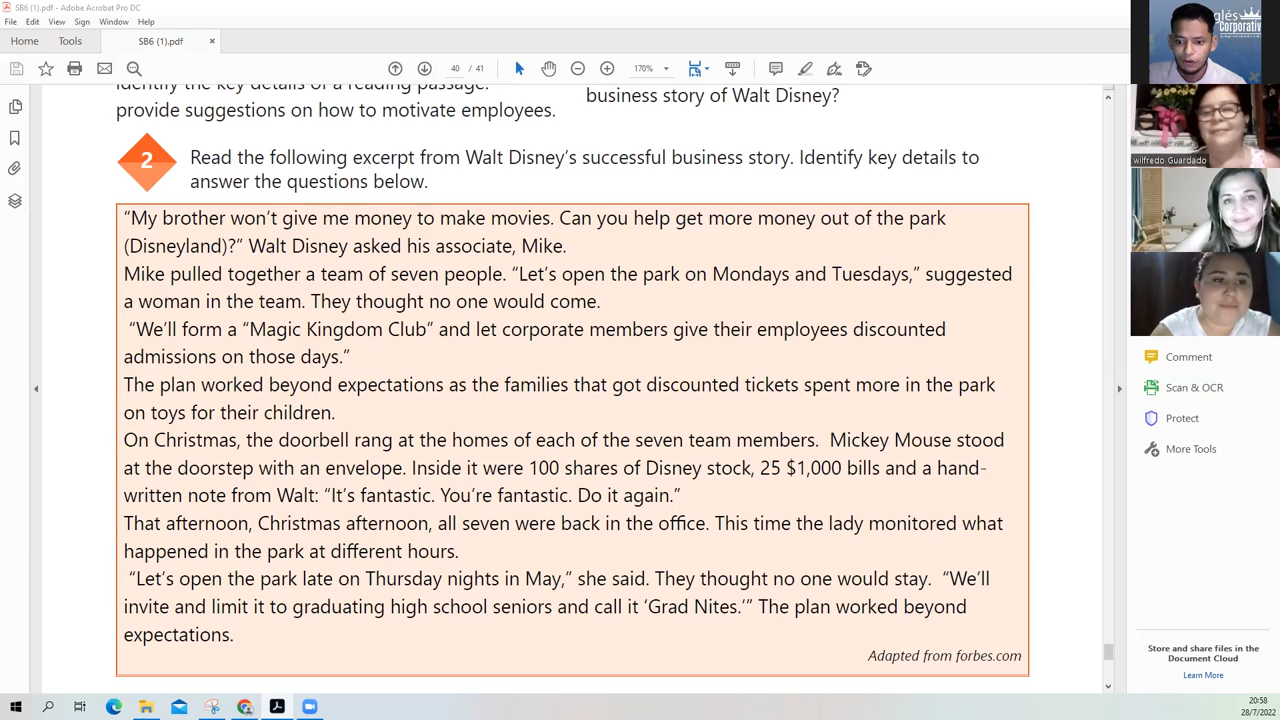 SB6 (1).pdf - Adobe Acrobat Pro DC
File Edit View Sign Window Help
Home Tools SB6 (1).pdf ×
40 / 41 170%
Identify the key details of a reading passage.
provide suggestions on how to motivate employees.
business story of Walt Disney?
2
Read the following excerpt from Walt Disney’s successful business story. Identify key details to
answer the questions below.
“My brother won’t give me money to make movies. Can you help get more money out of the park
(Disneyland)?” Walt Disney asked his associate, Mike.
Mike pulled together a team of seven people. “Let’s open the park on Mondays and Tuesdays,” suggested
a woman in the team. They thought no one would come.
“We’ll form a “Magic Kingdom Club” and let corporate members give their employees discounted
admissions on those days.”
The plan worked beyond expectations as the families that got discounted tickets spent more in the park
on toys for their children.
On Christmas, the doorbell rang at the homes of each of the seven team members. Mickey Mouse stood
at the doorstep with an envelope. Inside it were 100 shares of Disney stock, 25 $1,000 bills and a hand-
written note from Walt: “It’s fantastic. You’re fantastic. Do it again.”
That afternoon, Christmas afternoon, all seven were back in the office. This time the lady monitored what
happened in the park at different hours.
“Let’s open the park late on Thursday nights in May,” she said. They thought no one would stay. “We’ll
invite and limit it to graduating high school seniors and call it ‘Grad Nites.’” The plan worked beyond
expectations.
Adapted from forbes.com
glés
Corporativ
wilfredo Guardado
Comment
Scan & OCR
Protect
More Tools
Store and share files in the
Document Cloud
Learn More
20:58
28/7/2022